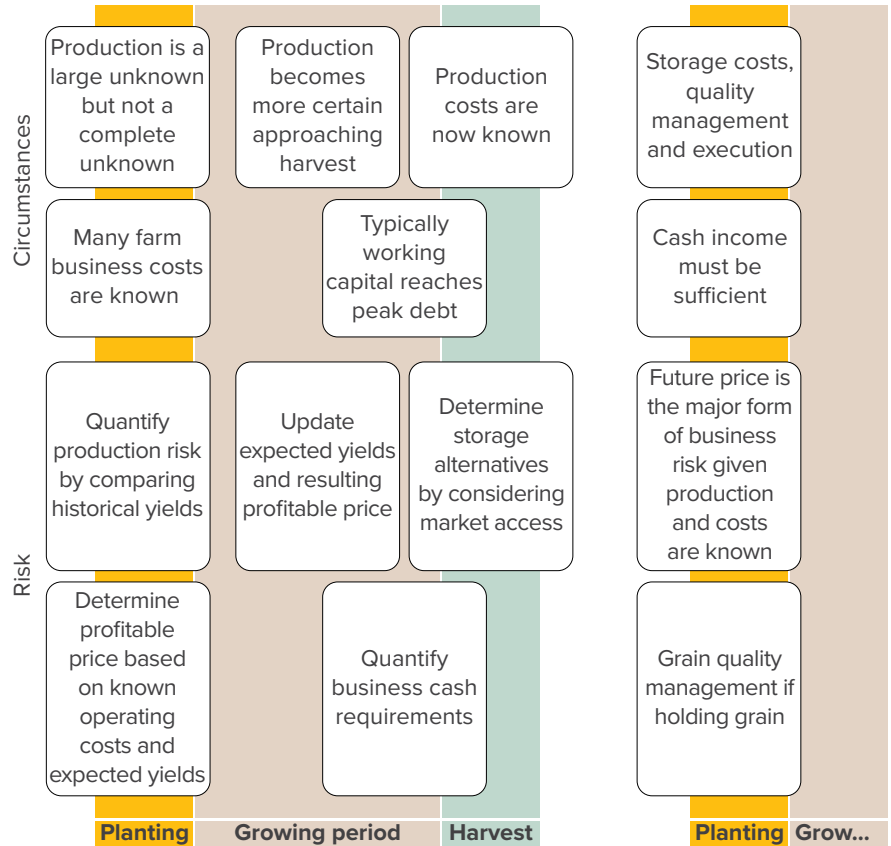 Circumstances
Production is a
large unknown
but not a
complete
unknown
Production
becomes
more certain
approaching
harvest
Production
costs are
now known
Storage costs,
quality
management
and execution
Many farm
business costs
are known
Typically
working
capital reaches
peak debt
Cash income
must be
sufficient
Risk
Quantify
production risk
by comparing
historical yields
Update
expected yields
and resulting
profitable price
Determine
storage
alternatives
by considering
market access
Future price is
the major form
of business
risk given
production
and costs
are known
Determine
profitable
price based
on known
operating
costs and
expected yields
Quantify
business cash
requirements
Grain quality
management if
holding grain
Planting
Growing period
Harvest
Planting
Grow...